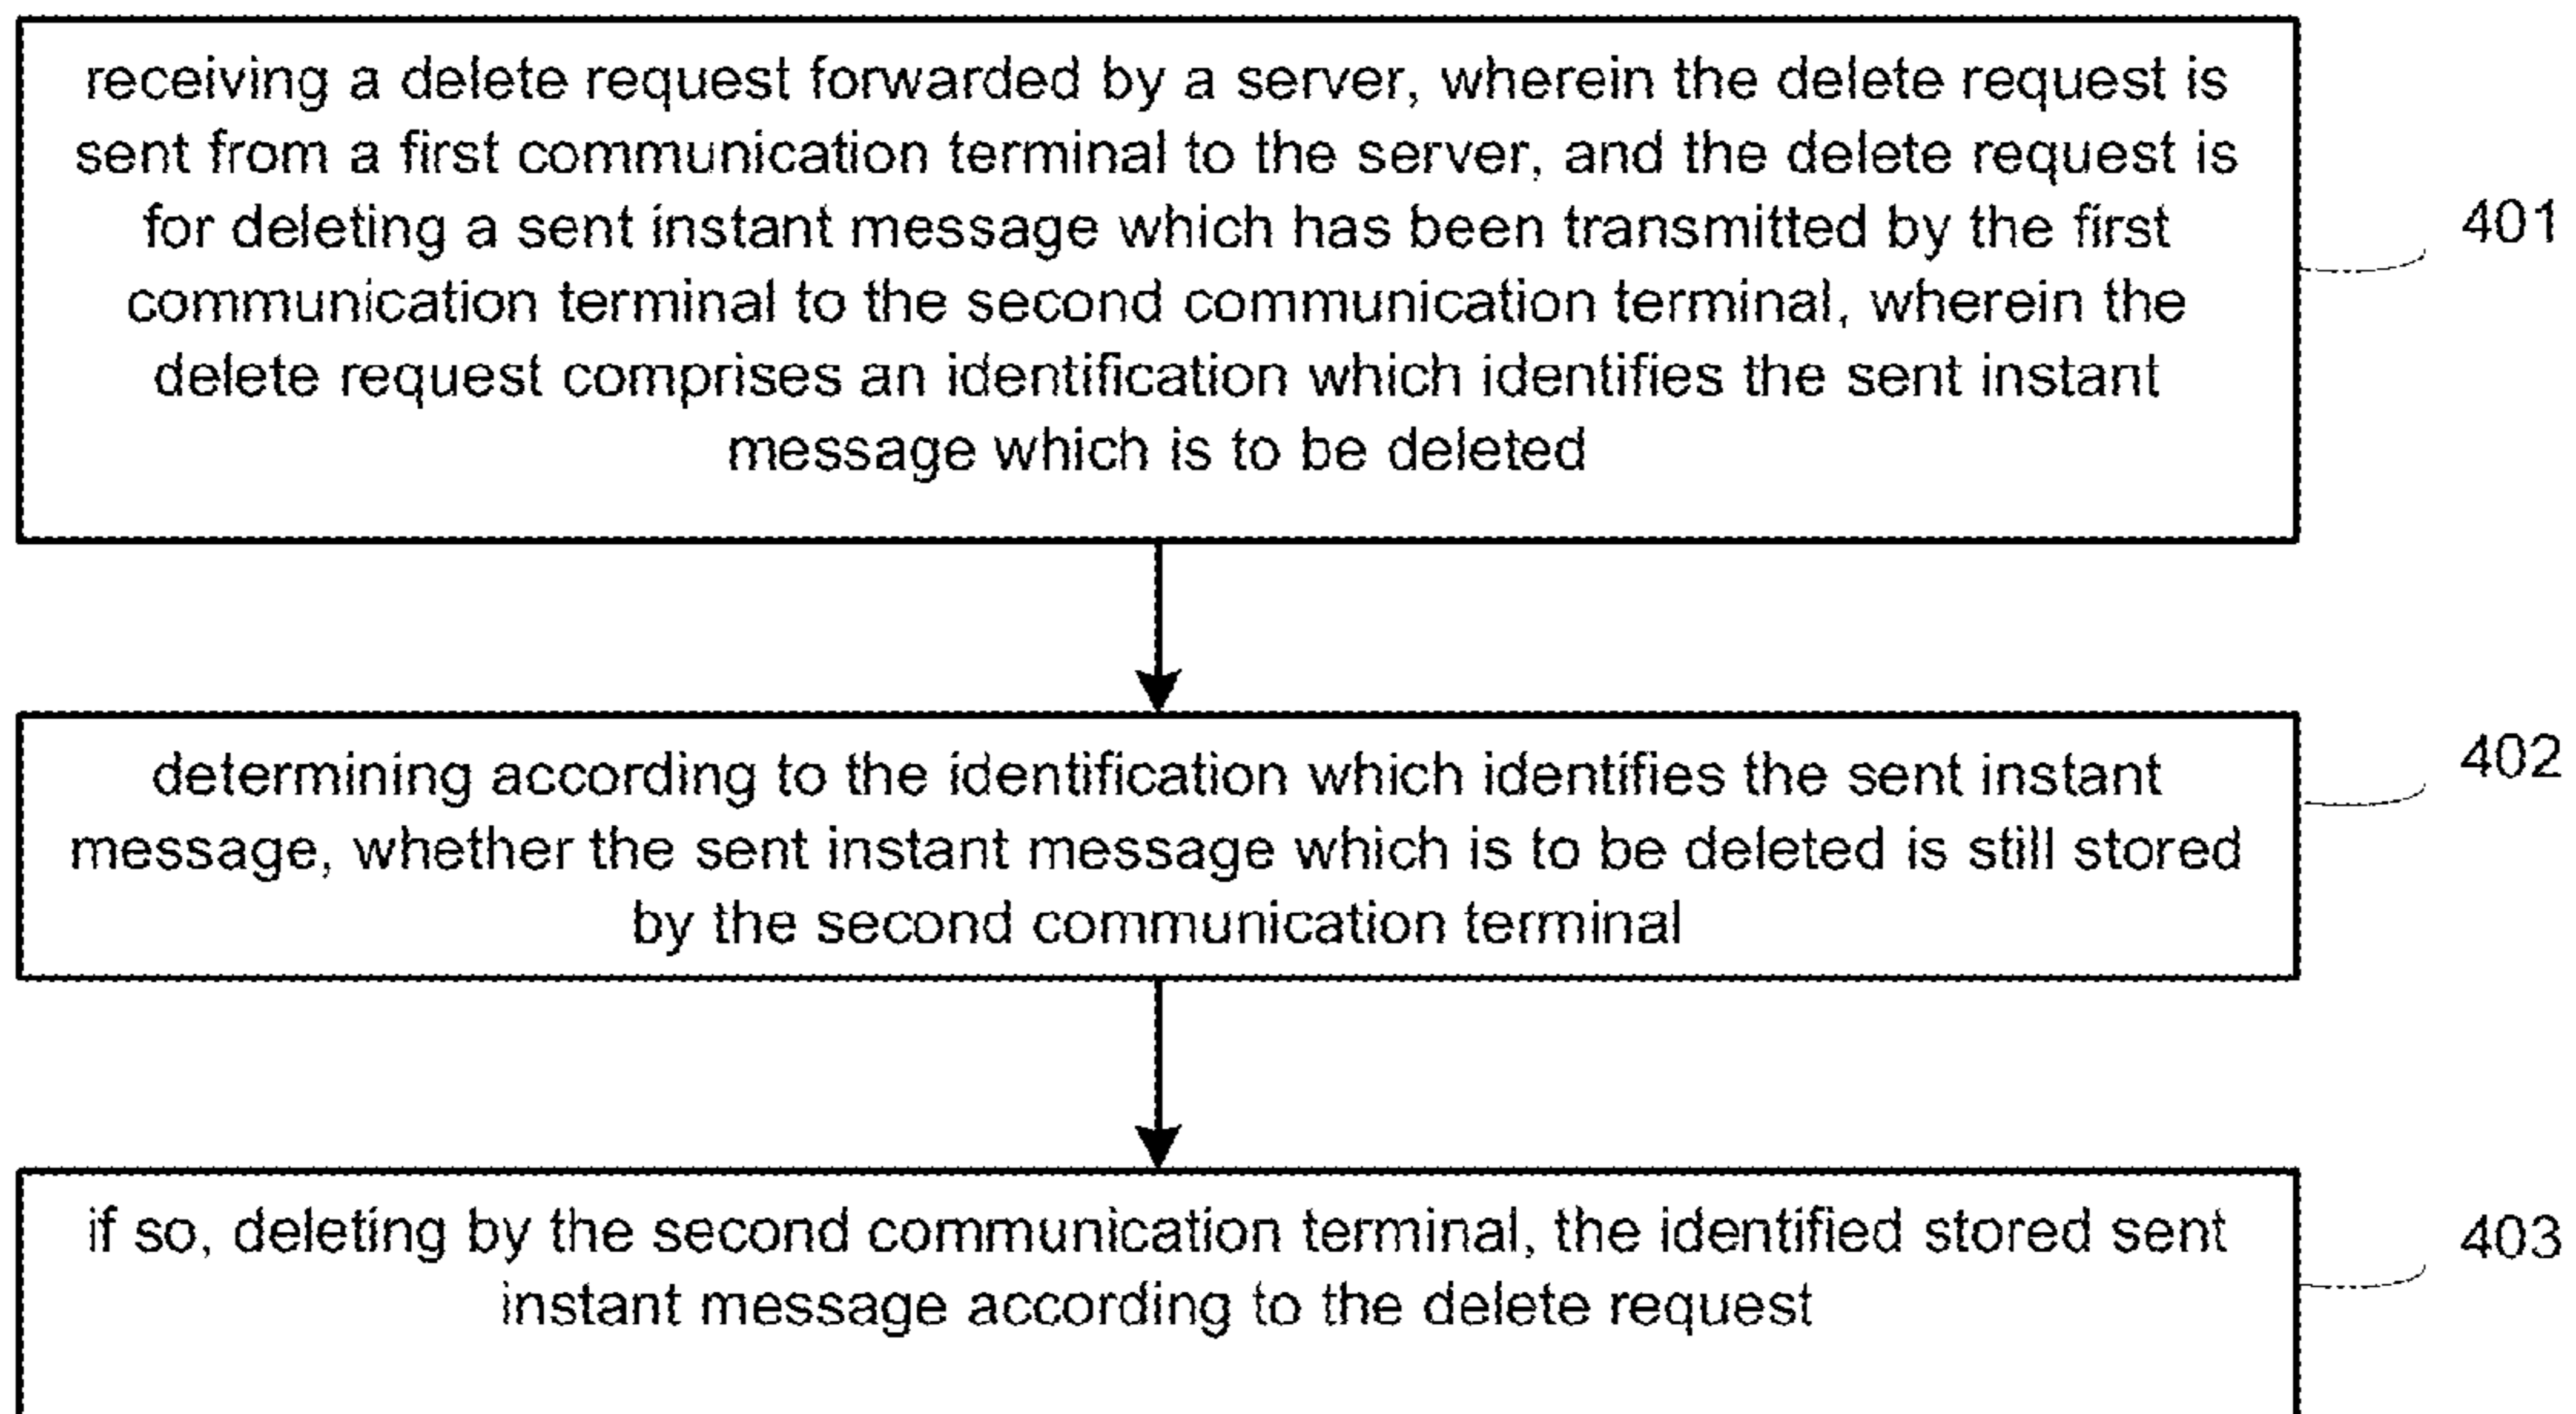 receiving a delete request forwarded by a server, wherein the delete request is
sent from a first communication terminal to the server, and the delete request is
for deleting a sent instant message which has been transmitted by the first
communication terminal to the second communication terminal, wherein the
delete request comprises an identification which identifies the sent instant
message which is to be deleted
401
determining according to the identification which identifies the sent instant
message, whether the sent instant message which is to be deleted is still stored
by the second communication terminal
402
if so, deleting by the second communication terminal, the identified stored sent
instant message according to the delete request
403